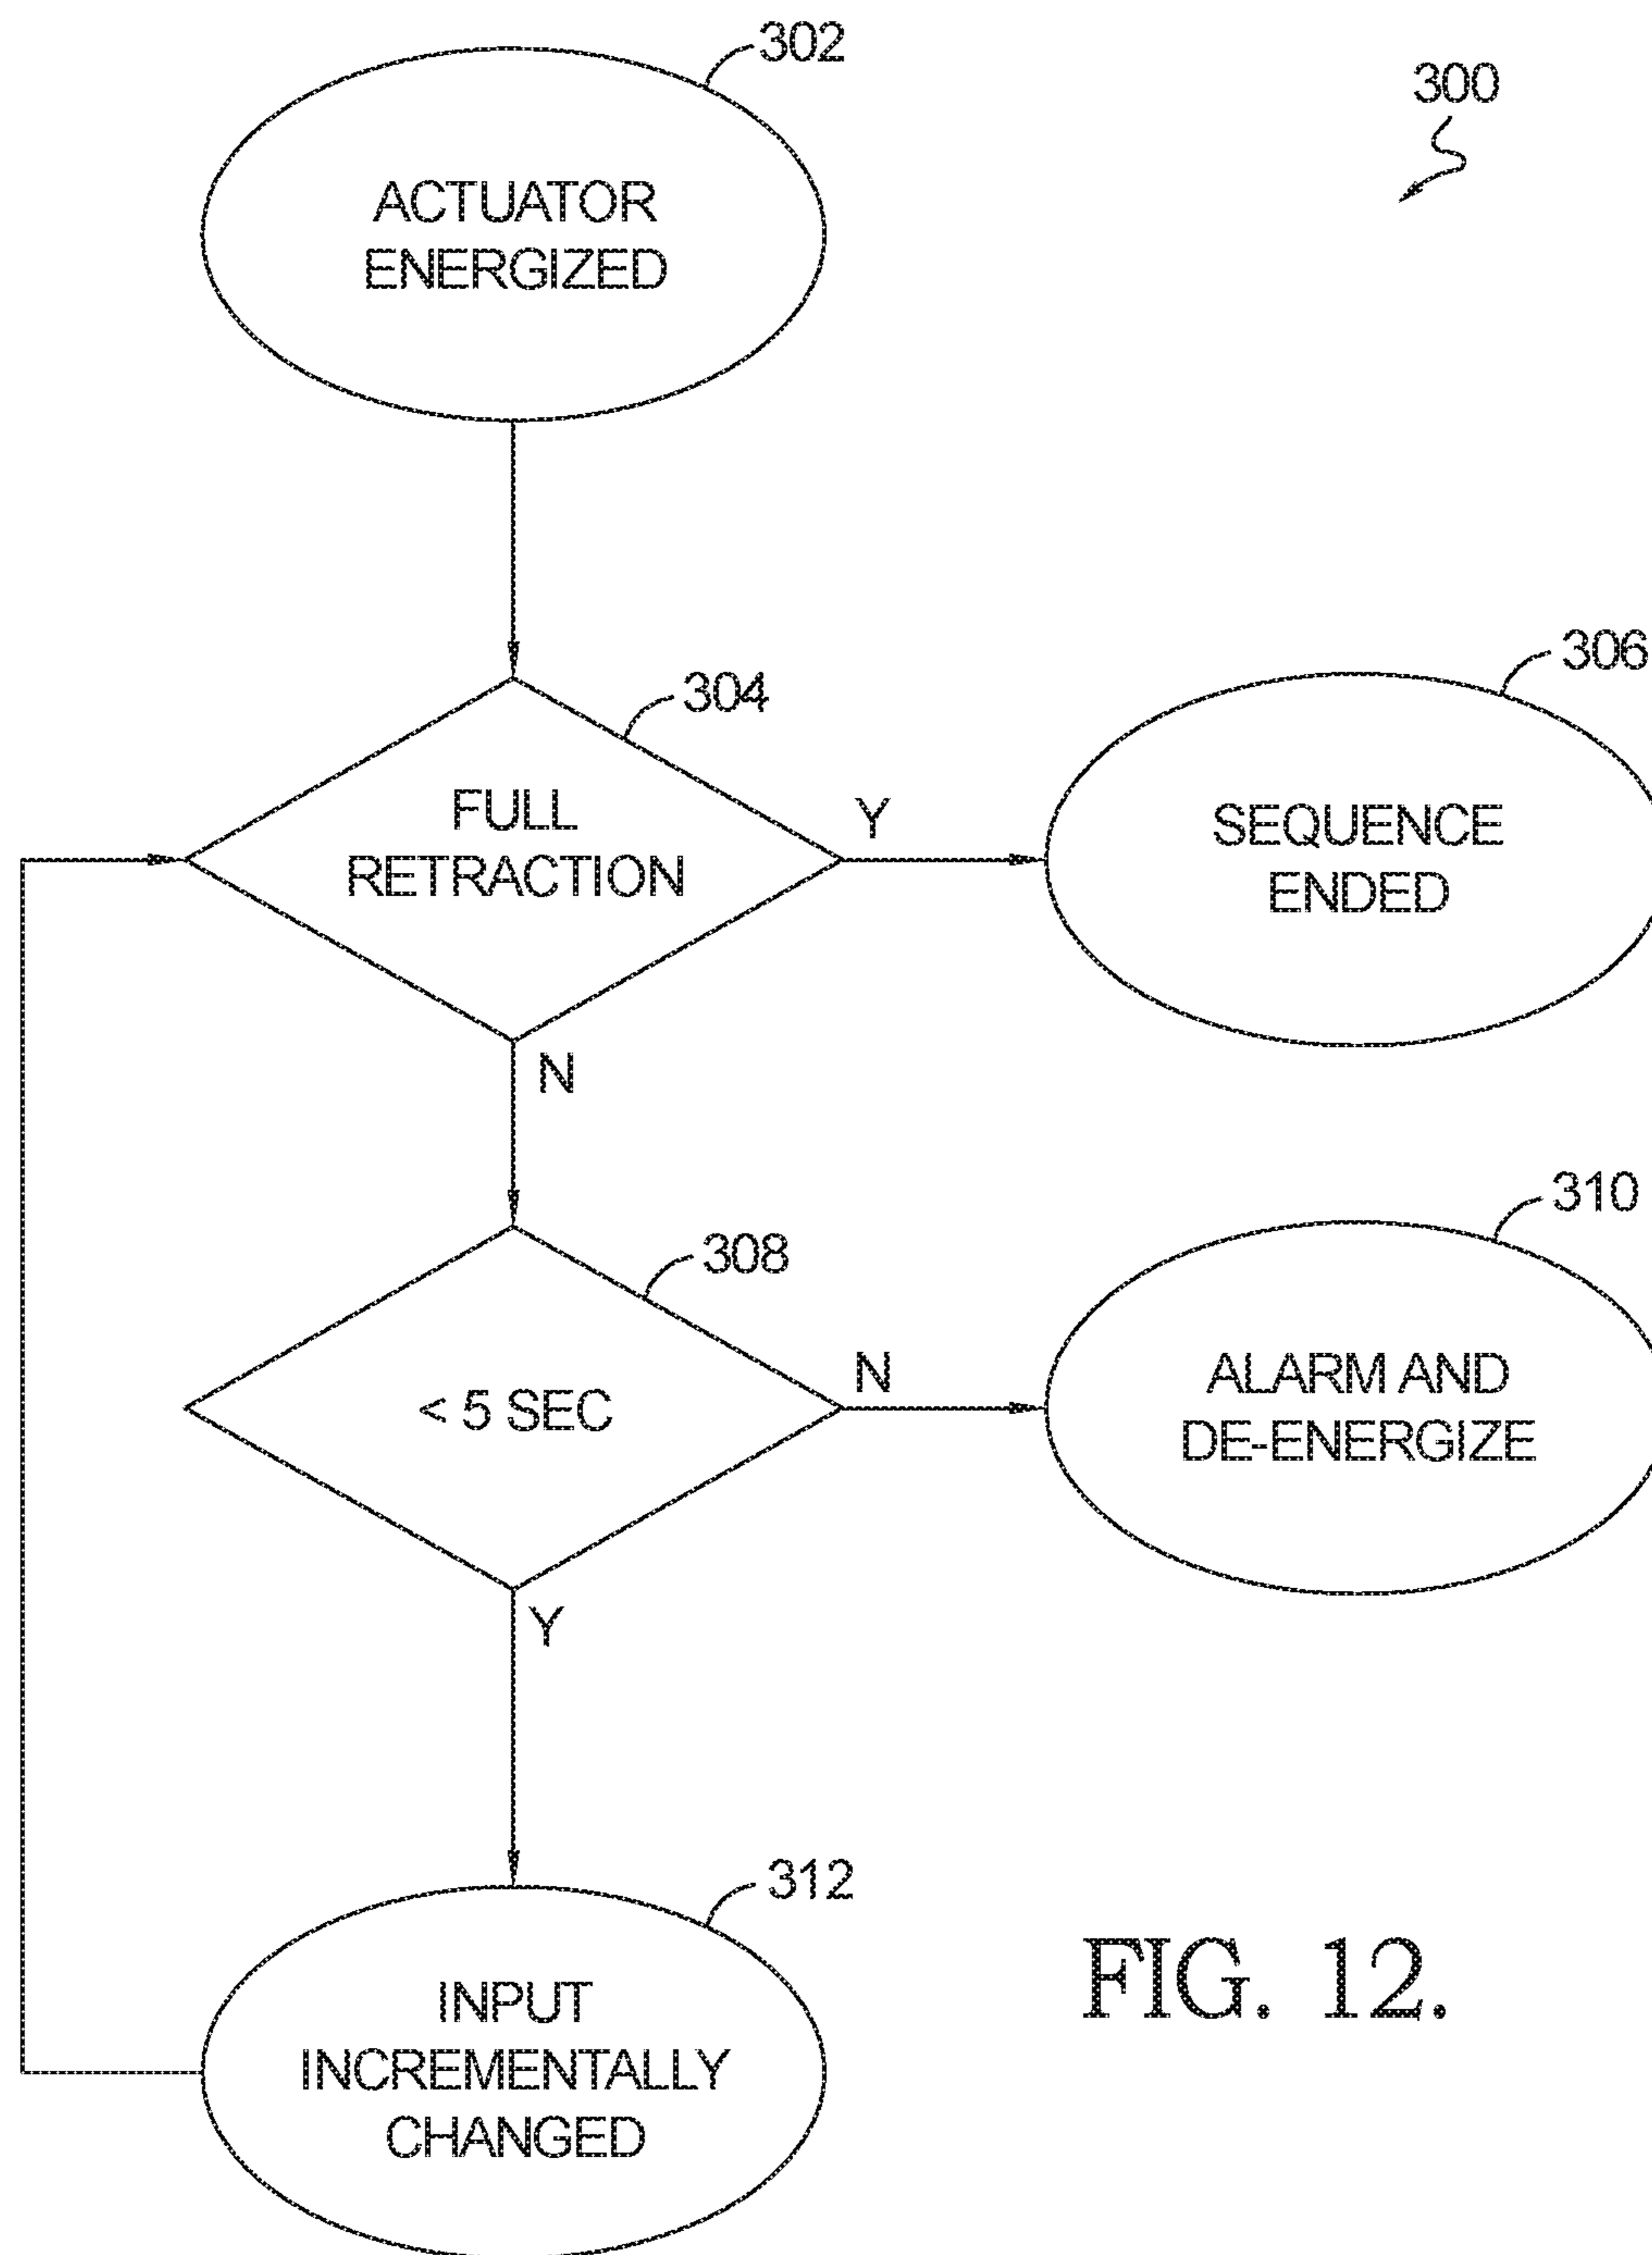 302
300
ACTUATOR
ENERGIZED
304
306
FULL
RETRACTION
Y
SEQUENCE
ENDED
N
308
310
< 5 SEC
N
ALARM AND
DE-ENERGIZE
Y
312
INPUT
INCREMENTALLY
CHANGED
FIG. 12.